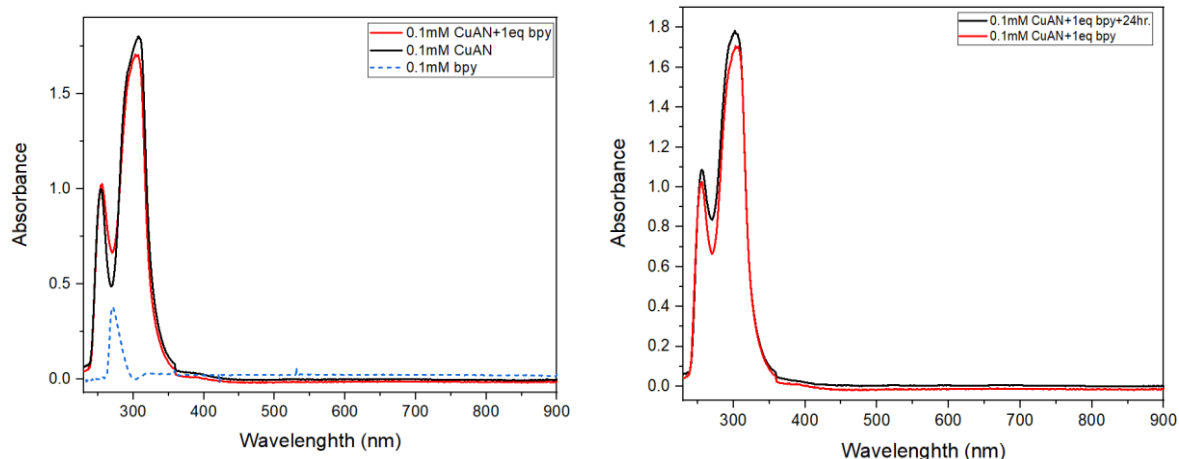 0.1mM CuAN+1eq bpy
0.1mM CuAN
0.1mM bpy
1.5
1.0
0.5
0.0
Absorbance
300 400 500 600 700 800 900
Wavelenghth (nm)
0.1mM CuAN+1eq bpy+24hr.
0.1mM CuAN+1eq bpy
1.8
1.6
1.4
1.2
1.0
0.8
0.6
0.4
0.2
0.0
Absorbance
300 400 500 600 700 800 900
Wavelenghth (nm)